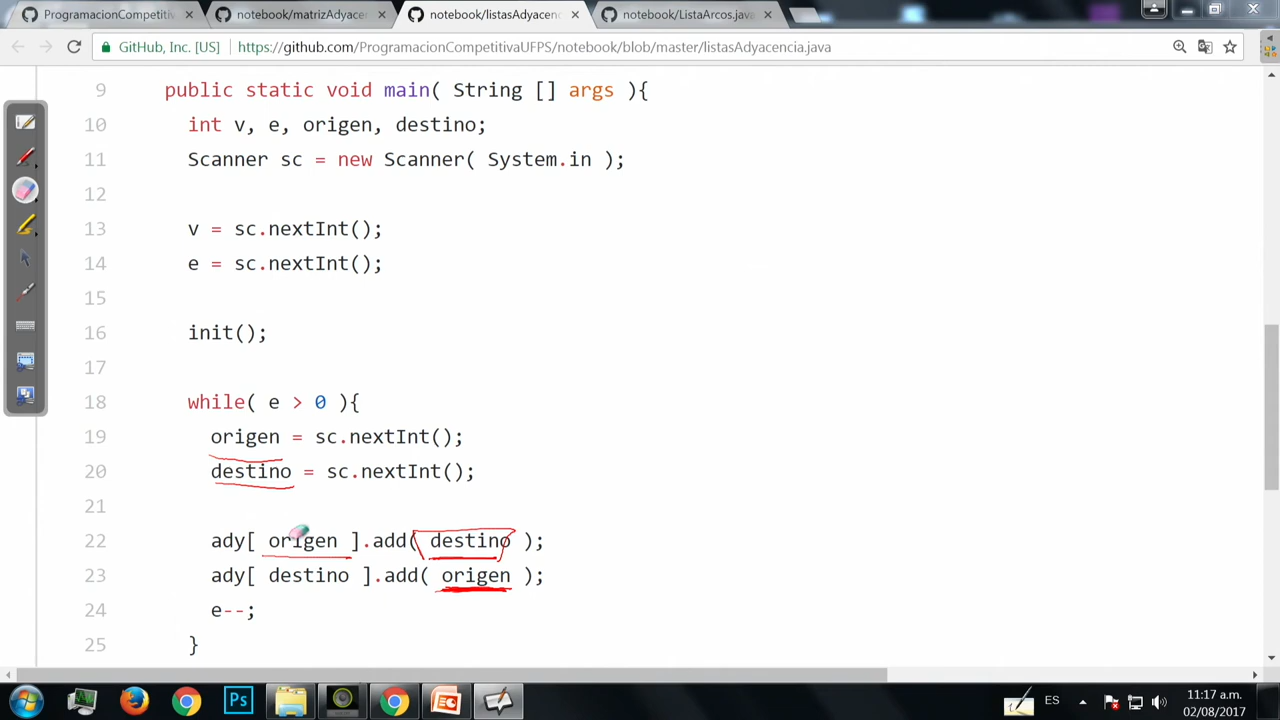 ProgramacionCompetitiv
notebook/matrizAdyace
notebook/listasAdyacenc
notebook/ListaArcos.java
GitHub, Inc. [US]
https://github.com/ProgramacionCompetitivaUFPS/notebook/blob/master/listasAdyacencia.java
9 public static void main( String [] args ){
10 int v, e, origen, destino;
11 Scanner sc = new Scanner( System.in );
12
13 v = sc.nextInt();
14 e = sc.nextInt();
15
16 init();
17
18 while( e > 0 ){
19 origen = sc.nextInt();
20 destino = sc.nextInt();
21
22 ady[ origen ].add( destino );
23 ady[ destino ].add( origen );
24 e--;
25 }
Ps
ES
11:17 a.m.
02/08/2017